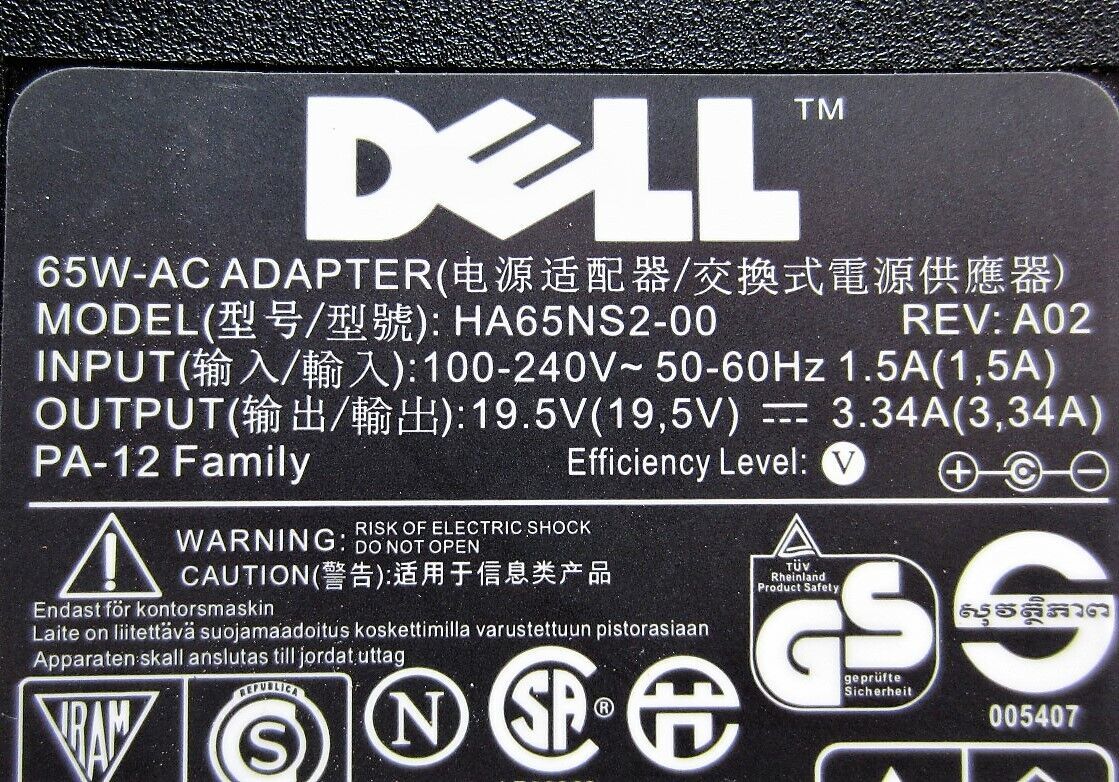 DELL™
65W-AC ADAPTER(电源适配器/交換式電源供應器)
MODEL(型号/型號): HA65NS2-00 REV: A02
INPUT(输入/輸入):100-240V~ 50-60Hz 1.5A(1,5A)
OUTPUT(输出/輸出):19.5V(19,5V) ⎓ 3.34A(3,34A)
PA-12 Family Efficiency Level: V
WARNING: RISK OF ELECTRIC SHOCK
DO NOT OPEN
CAUTION(警告):适用于信息类产品
Endast för kontorsmaskin
Laite on liitettävä suojamaadoitus koskettimilla varustettuun pistorasiaan
Apparaten skall anslutas till jordat uttag
TÜV
Rheinland
Product Safety
GS
geprüfte
Sicherheit
005407
IRAM
REPUBLICA
S
N
SA®